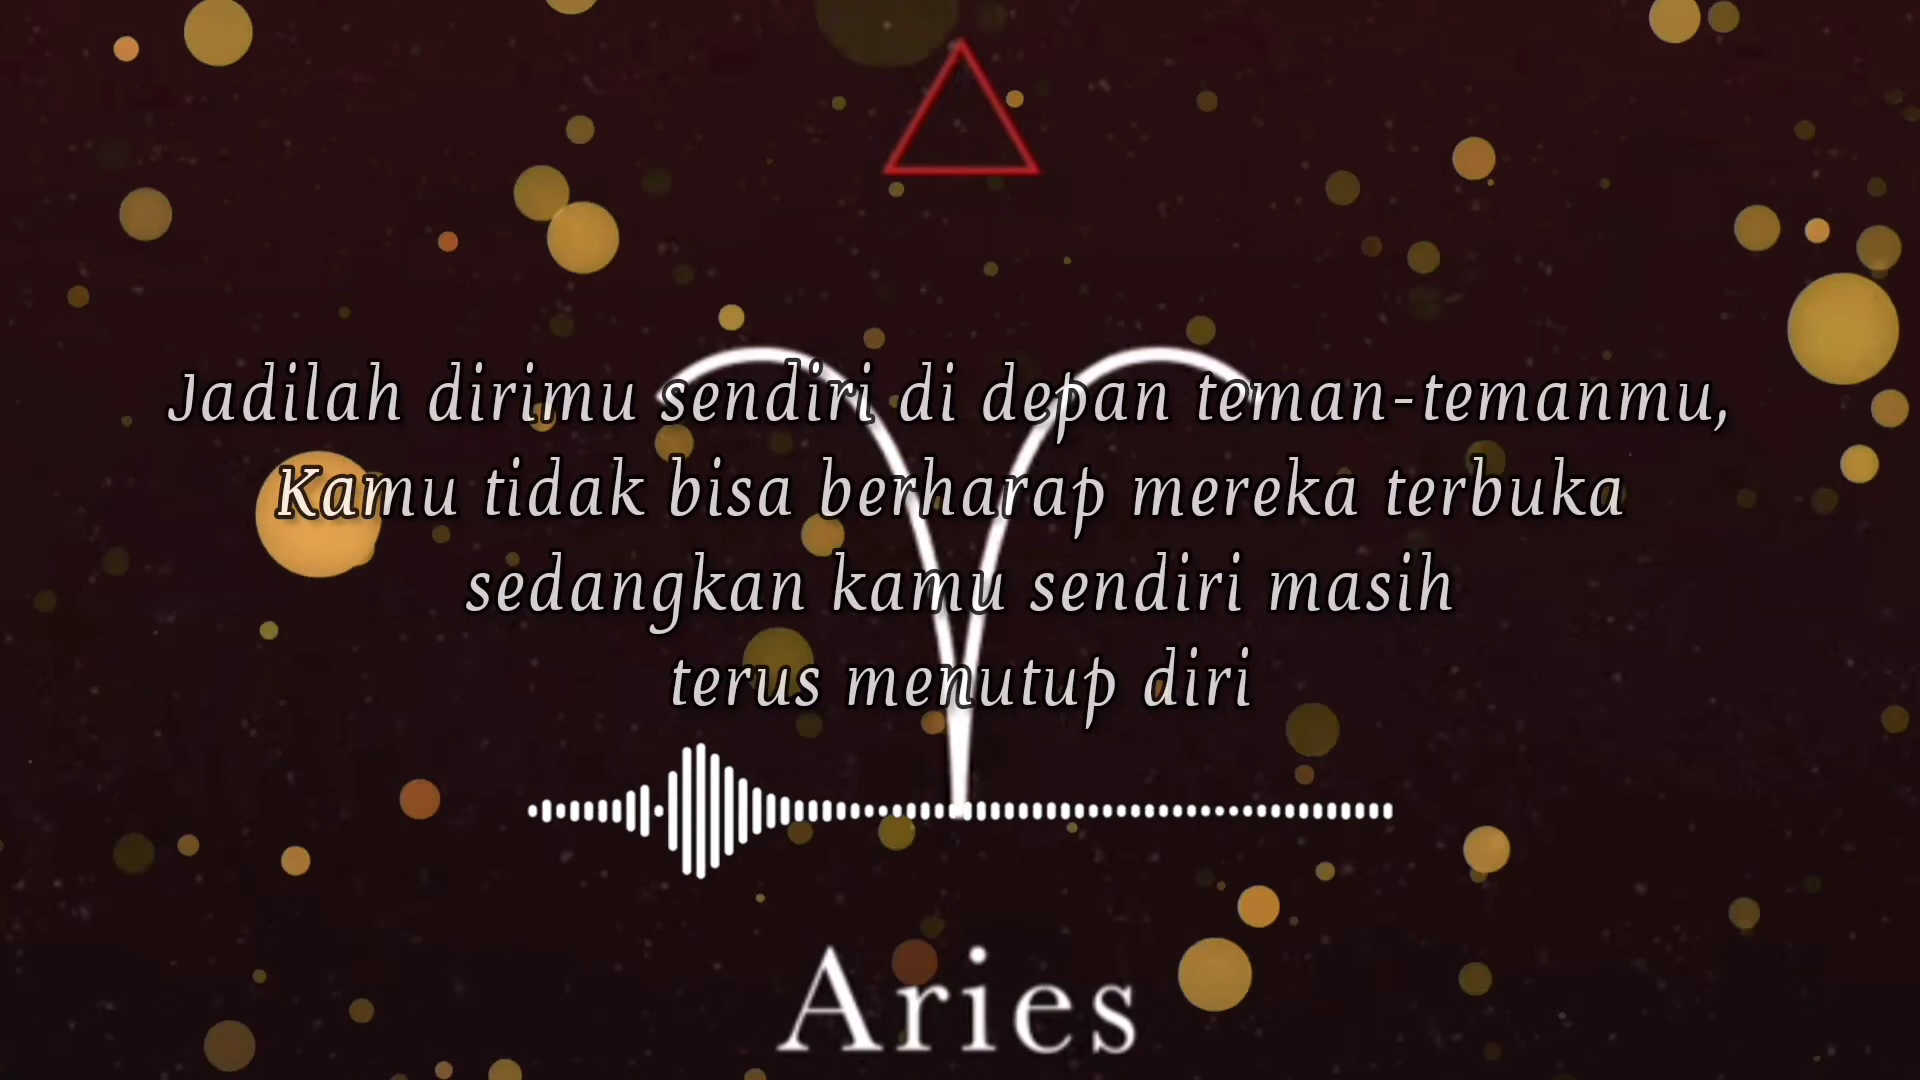 Jadilah dirimu sendiri di depan teman-temanmu,
Kamu tidak bisa berharap mereka terbuka
sedangkan kamu sendiri masih
terus menutup diri
Aries